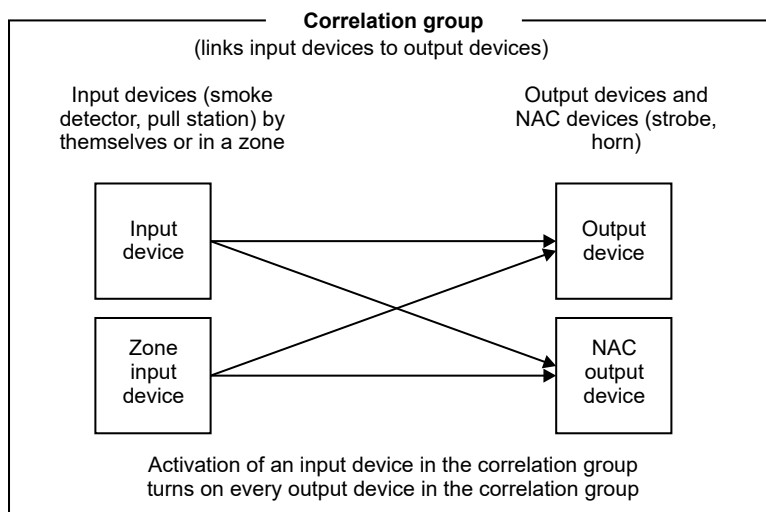 Correlation group
(links input devices to output devices)
Input devices (smoke
detector, pull station) by
themselves or in a zone
Output devices and
NAC devices (strobe,
horn)
Input
device
Output
device
Zone
input
device
NAC
output
device
Activation of an input device in the correlation group
turns on every output device in the correlation group